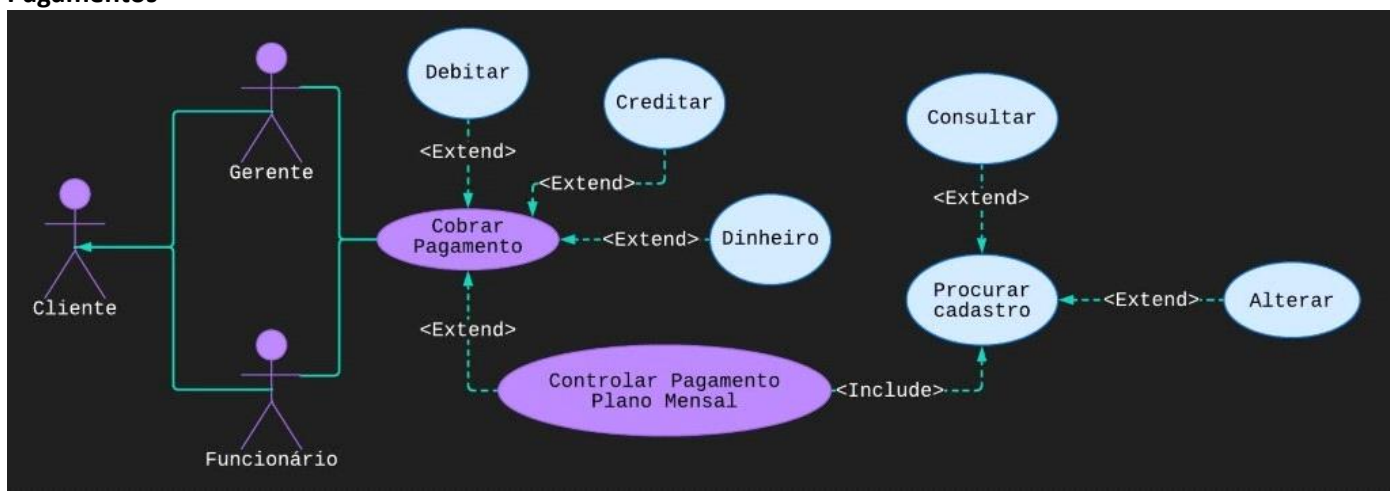 Pagamentos
Debitar
Creditar
Consultar
<Extend>
Gerente
<Extend>
<Extend>
Cobrar
Pagamento
<Extend>
Dinheiro
Cliente
Procurar
cadastro
<Extend>
Alterar
<Extend>
Controlar Pagamento
Plano Mensal
<Include>
Funcionário